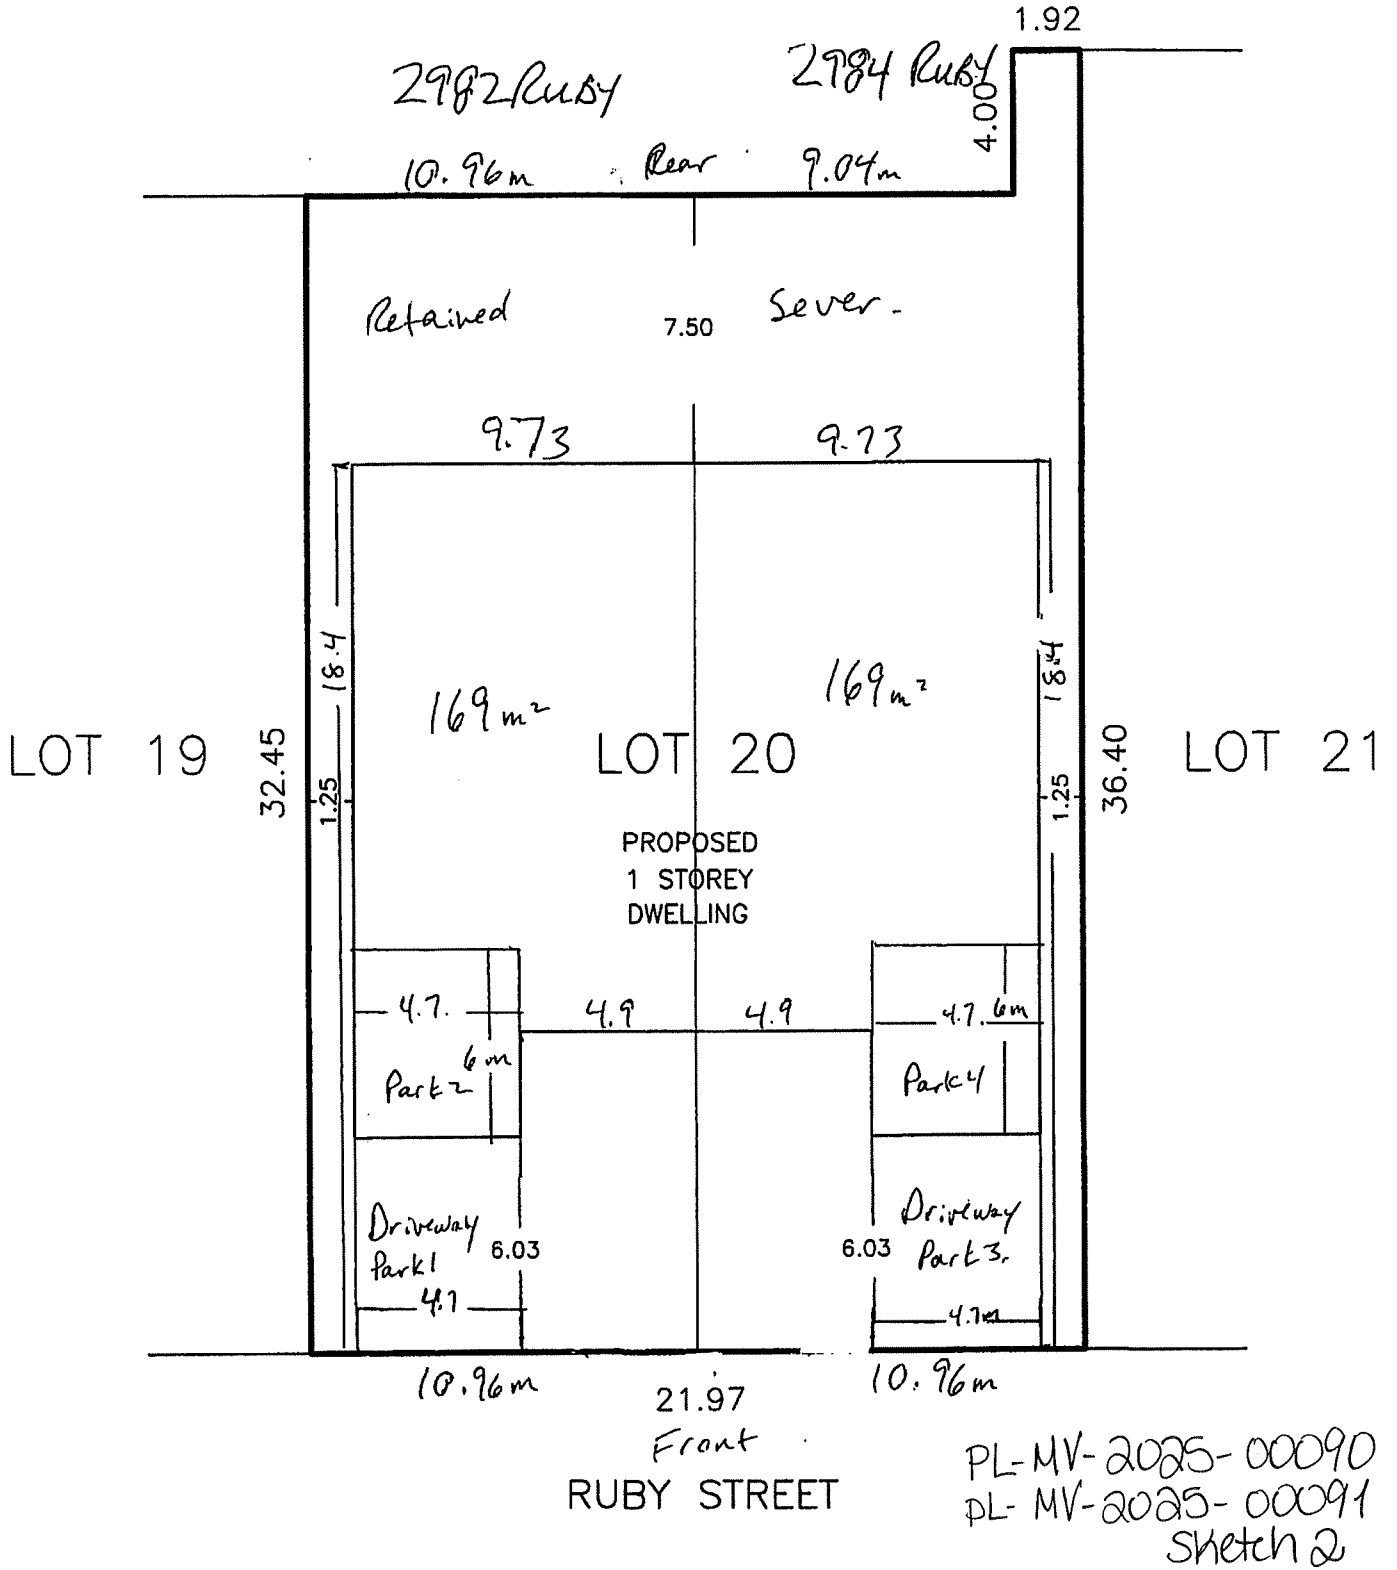 1.92
2982 Ruby
2984 Ruby
4.00
10.96m
Rear
9.04m
Retained
7.50
Sever.
9.73
9.73
18.4
18.4
169m²
169m²
LOT 19
32.45
1.25
LOT 20
1.25
36.40
LOT 21
PROPOSED
1 STOREY
DWELLING
4.7.
4.9
4.9
4.7.
6m
6m
Park 2
Park 4
Driveway
Park 1
6.03
6.03
Driveway
Park 3.
4.7
4.7m
10.96m
21.97
10.96m
Front
RUBY STREET
PL-MV-2025-00090
PL-MV-2025-00091
Sketch 2